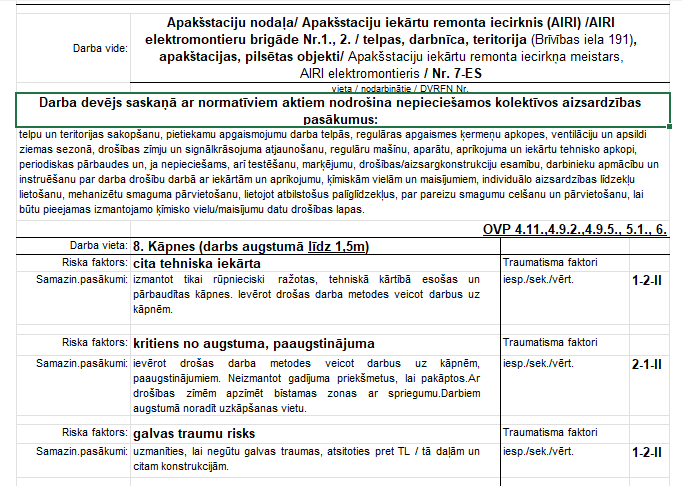 Apakšstaciju nodaļa/ Apakšstaciju iekārtu remonta iecirknis (AIRI) /AIRI
Darba vide: elektromontieru brigāde Nr.1., 2. / telpas, darbnīca, teritorija (Brīvības iela 191),
apakštacijas, pilsētas objekti/ Apakšstaciju iekārtu remonta iecirkņa meistars,
AIRI elektromontieris / Nr. 7-ES
vieta / nodarbinātie / DVRFN Nr.
Darba devējs saskaņā ar normatīviem aktiem nodrošina nepieciešamos kolektīvos aizsardzības
pasākumus:
telpu un teritorijas sakopšanu, pietiekamu apgaismojumu darba telpās, regulāras apgaismes ķermeņu apkopes, ventilāciju un apsildi
ziemas sezonā, drošības zīmju un signālkrāsojuma atjaunošanu, regulāru mašīnu, aparātu, aprīkojuma un iekārtu tehnisko apkopi,
periodiskas pārbaudes un, ja nepieciešams, arī testēšanu, marķējumu, drošības/aizsargkonstrukciju esamību, darbinieku apmācību un
instruēšanu par darba drošību darbā ar iekārtām un aprīkojumu, ķīmiskām vielām un maisījumiem, individuālo aizsardzības līdzekļu
lietošanu, mehanizētu smaguma pārvietošanu, lietojot atbilstošus palīglīdzekļus, par pareizu smagumu celšanu un pārvietošanu, lai
būtu pieejamas izmantojamo ķīmisko vielu/maisījumu datu drošības lapas.
OVP 4.11.,4.9.2.,4.9.5., 5.1., 6.
Darba vieta: 8. Kāpnes (darbs augstumā līdz 1,5m)
Riska faktors: cita tehniska iekārta Traumatisma faktori
Samazin.pasākumi: izmantot tikai rūpnieciski ražotas, tehniskā kārtībā esošas un iesp./sek./vērt. 1-2-II
pārbaudītas kāpnes. Ievērot drošas darba metodes veicot darbus uz
kāpnēm.
Riska faktors: kritiens no augstuma, paaugstinājuma Traumatisma faktori
Samazin.pasākumi: ievērot drošas darba metodes veicot darbus uz kāpnēm, iesp./sek./vērt. 2-1-II
paaugstinājumiem. Neizmantot gadījuma priekšmetus, lai pakāptos.Ar
drošības zīmēm apzīmēt bīstamas zonas ar spriegumu.Darbiem
augstumā noradīt uzkāpšanas vietu.
Riska faktors: galvas traumu risks Traumatisma faktori
Samazin.pasākumi: uzmanīties, lai negūtu galvas traumas, atsitoties pret TL / tā daļām un iesp./sek./vērt. 1-2-II
citam konstrukcijām.